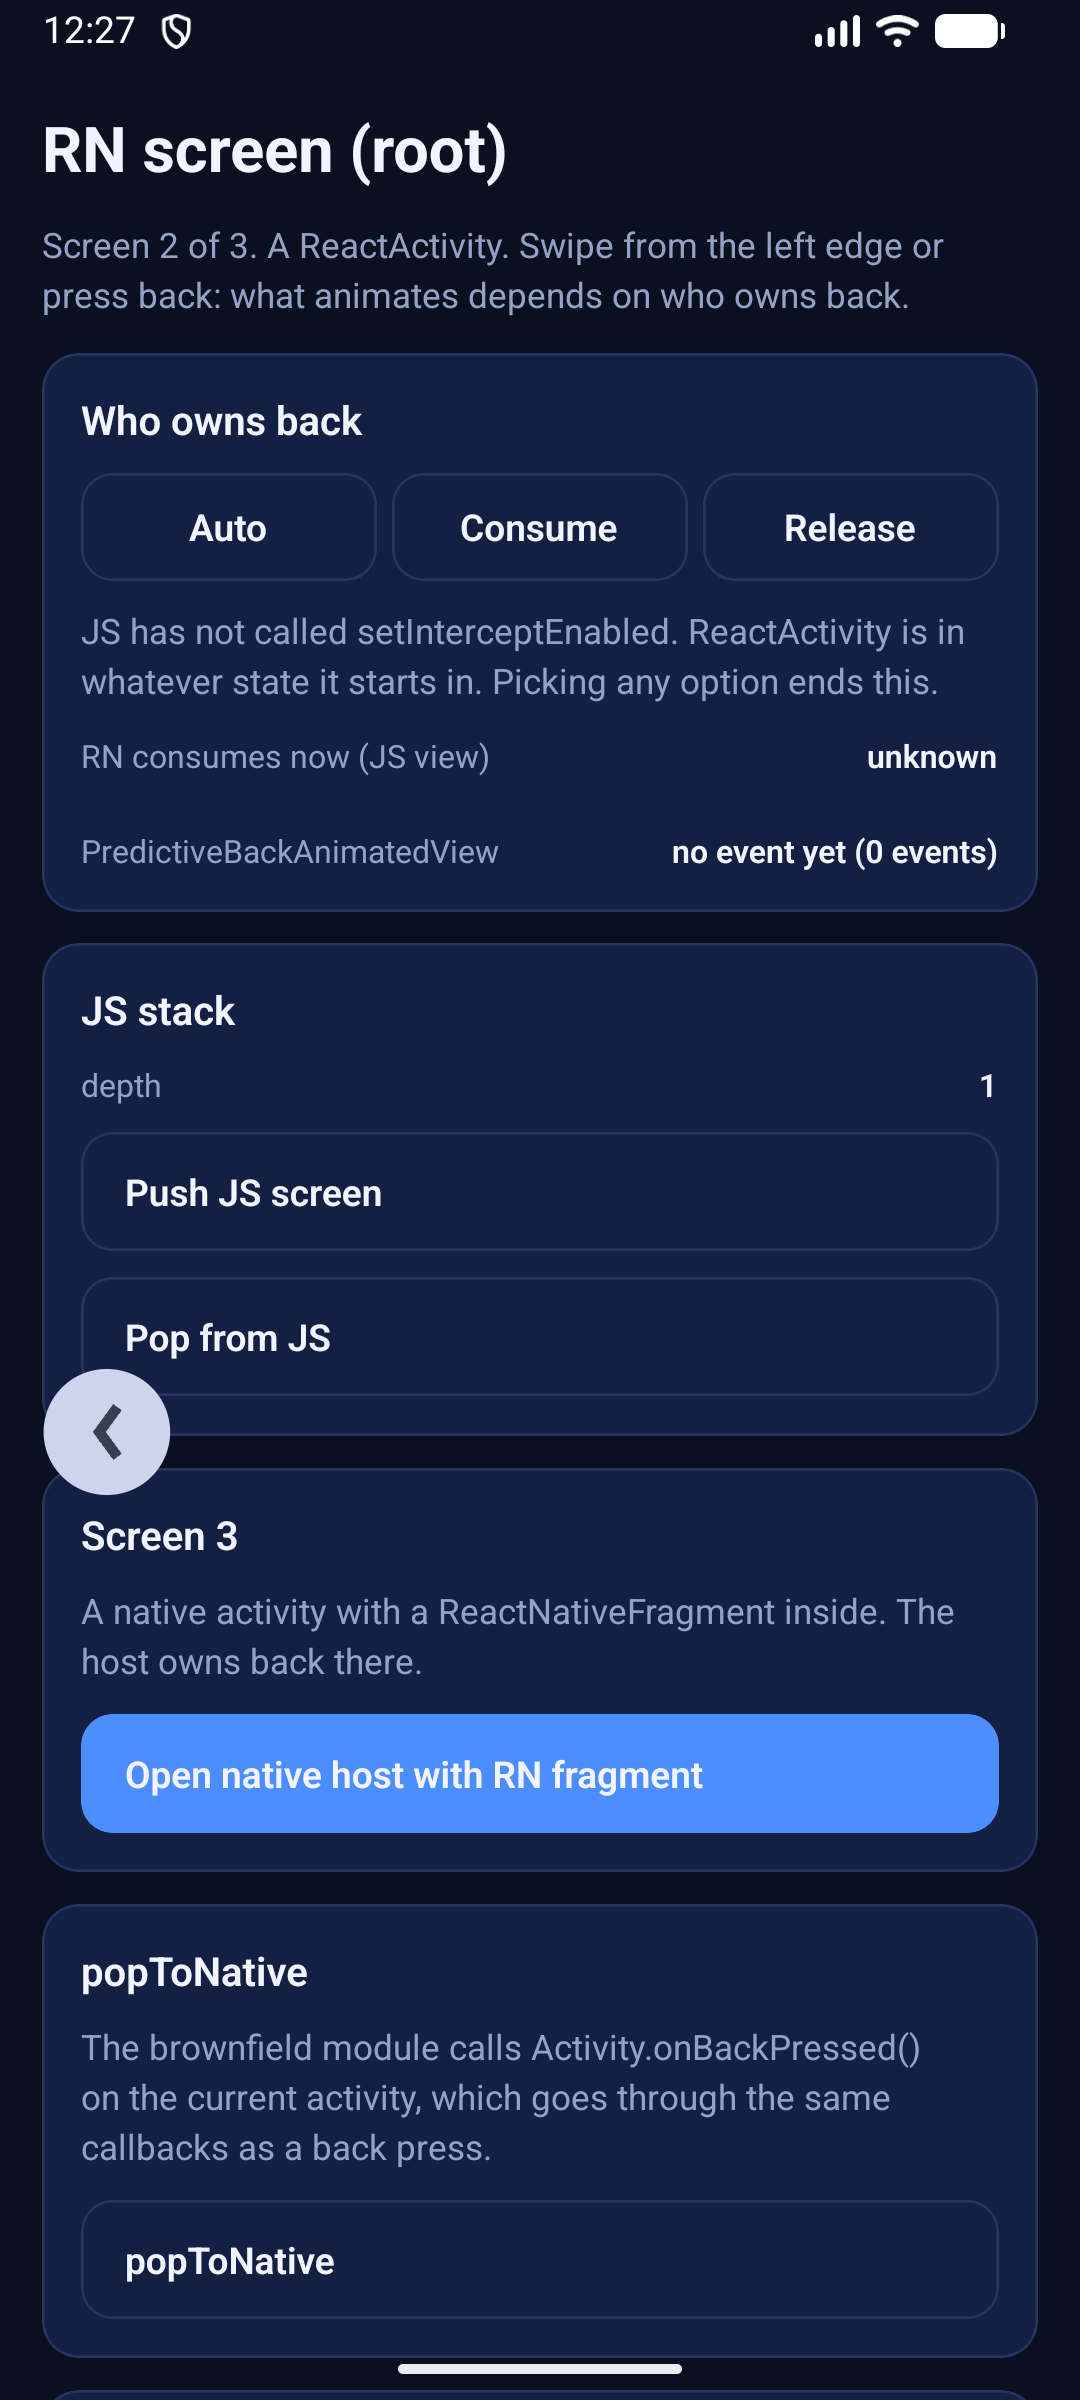 12:27
RN screen (root)
Screen 2 of 3. A ReactActivity. Swipe from the left edge or
press back: what animates depends on who owns back.
Who owns back
Auto
Consume
Release
JS has not called setInterceptEnabled. ReactActivity is in
whatever state it starts in. Picking any option ends this.
RN consumes now (JS view)
unknown
PredictiveBackAnimatedView
no event yet (0 events)
JS stack
depth
1
Push JS screen
Pop from JS
Screen 3
A native activity with a ReactNativeFragment inside. The
host owns back there.
Open native host with RN fragment
popToNative
The brownfield module calls Activity.onBackPressed()
on the current activity, which goes through the same
callbacks as a back press.
popToNative